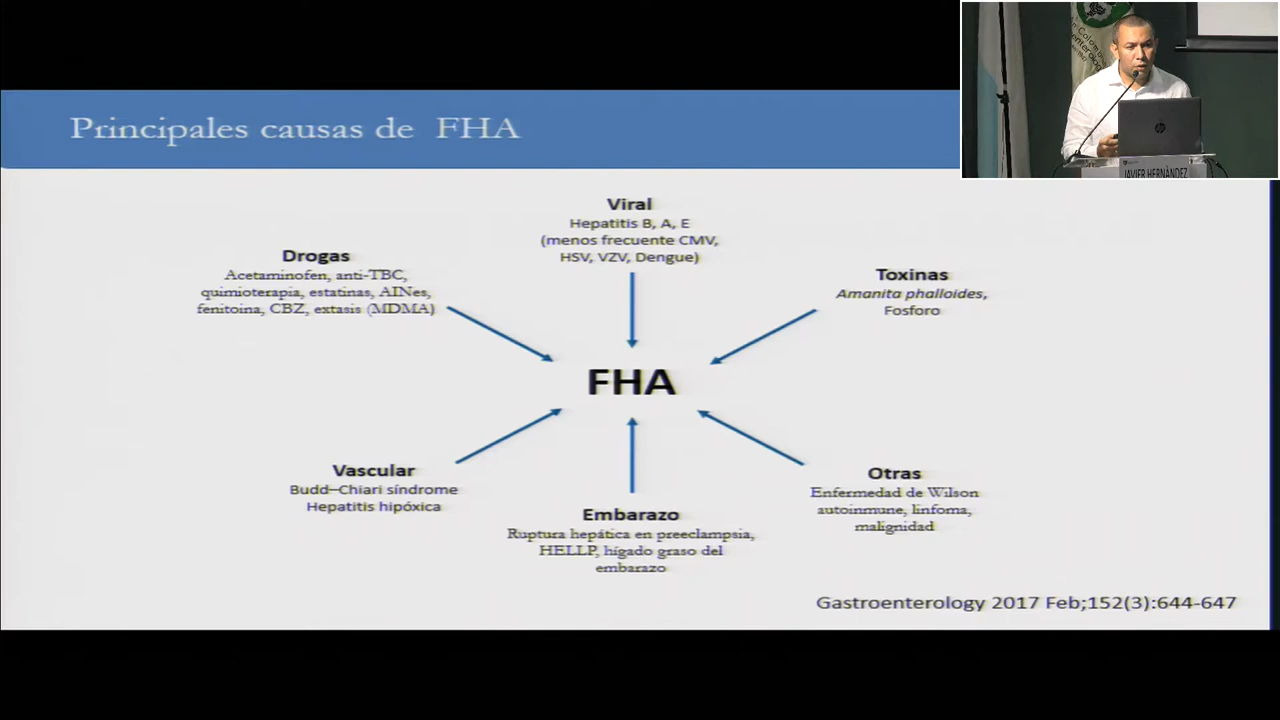 Principales causas de FHA
JAVIER HERNÀNDEZ
Viral
Hepatitis B, A, E
(menos frecuente CMV,
HSV, VZV, Dengue)
Drogas
Acetaminofen, anti-TBC,
quimioterapia, estatinas, AINes,
fenitoina, CBZ, extasis (MDMA)
Toxinas
Amanita phalloides,
Fosforo
FHA
Vascular
Budd–Chiari síndrome
Hepatitis hipóxica
Embarazo
Ruptura hepática en preeclampsia,
HELLP, hígado graso del
embarazo
Otras
Enfermedad de Wilson
autoinmune, linfoma,
malignidad
Gastroenterology 2017 Feb;152(3):644-647